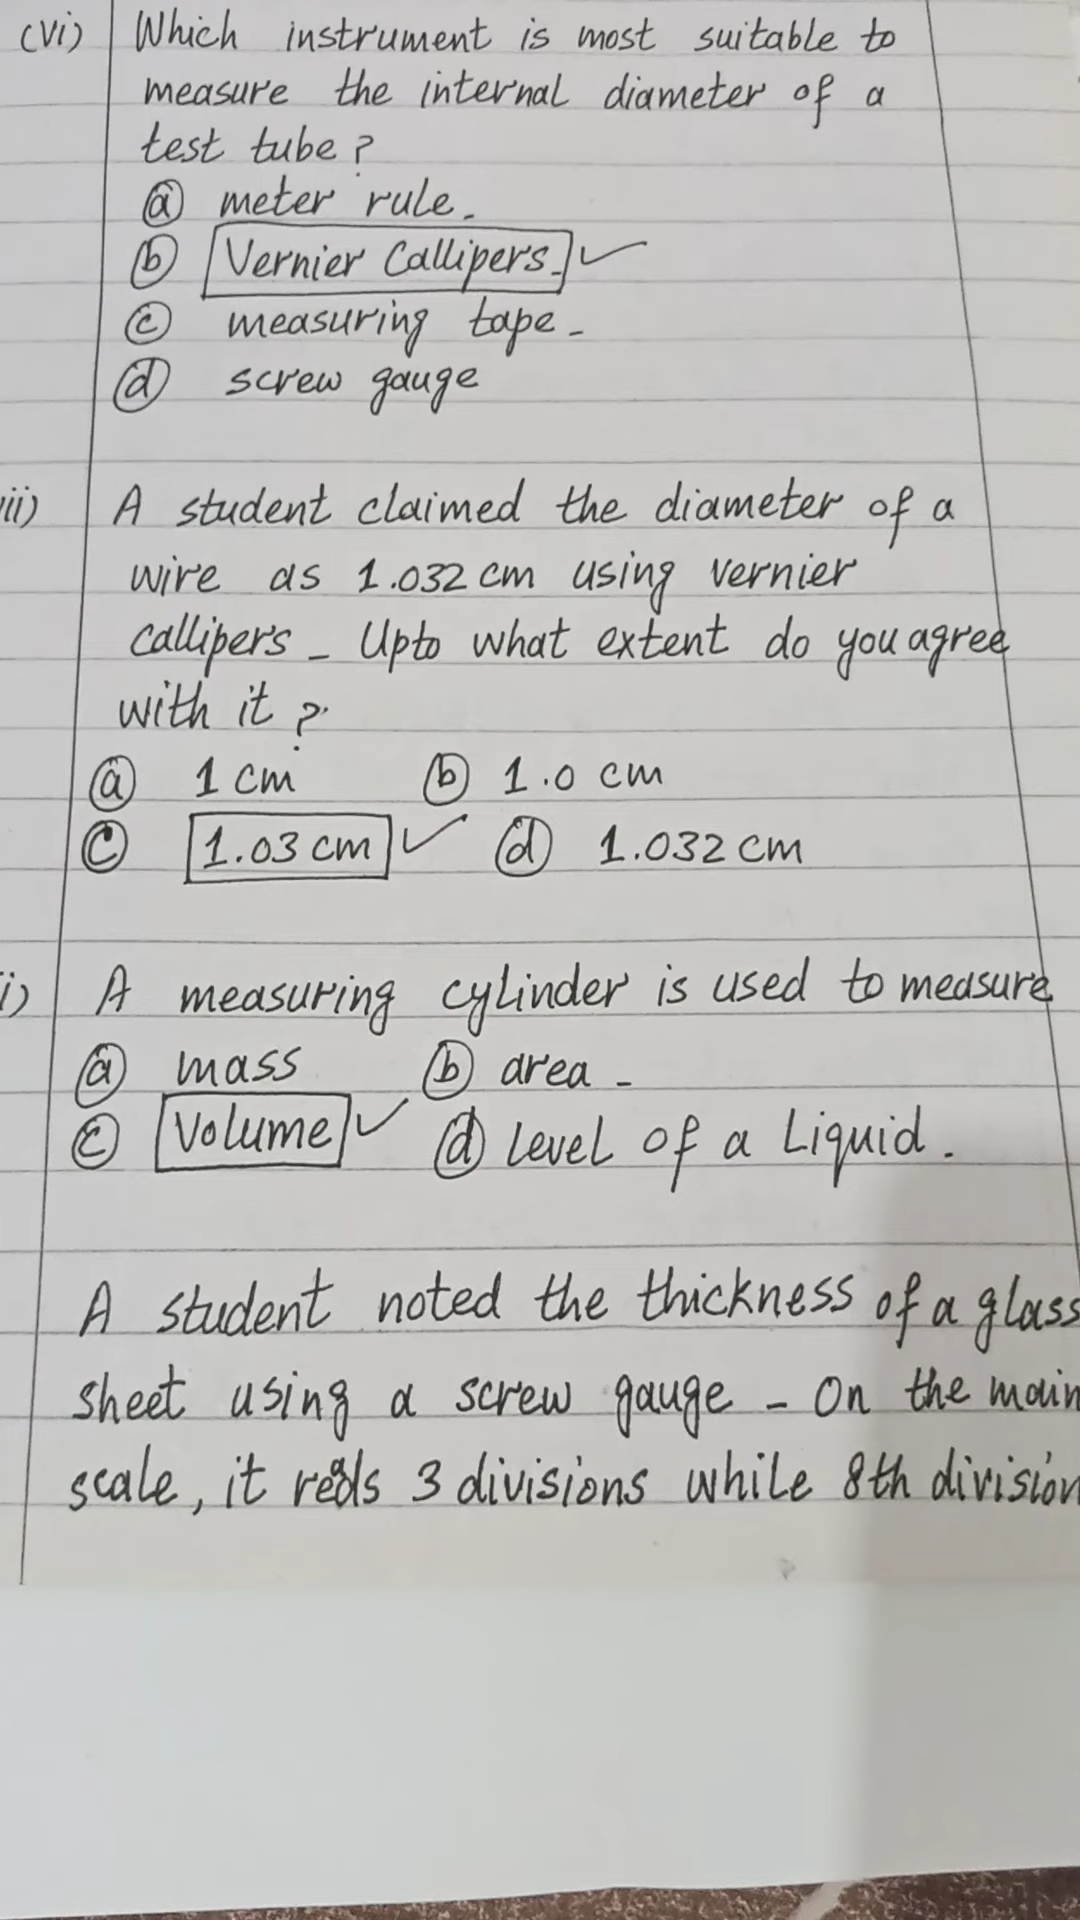 (vi) Which instrument is most suitable to
measure the internal diameter of a
test tube?
(a) meter rule.
(b) Vernier Callipers.
(c) measuring tape.
(d) screw gauge
ii) A student claimed the diameter of a
wire as 1.032 cm using vernier
callipers. Upto what extent do you agree
with it?
(a) 1 cm (b) 1.0 cm
(c) 1.03 cm (d) 1.032 cm
i) A measuring cylinder is used to measure
(a) mass (b) area.
(c) Volume (d) Level of a Liquid.
A student noted the thickness of a glass
sheet using a screw gauge. On the main
scale, it reads 3 divisions while 8th division